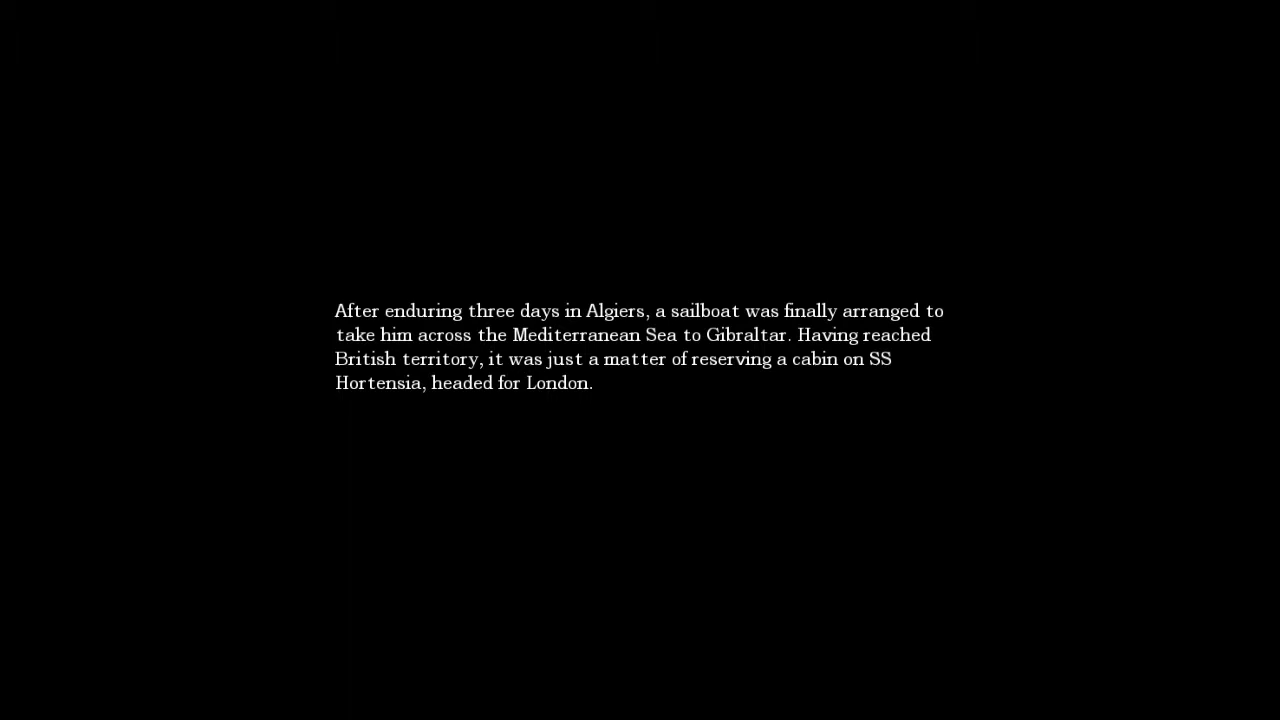 After enduring three days in Algiers, a sailboat was finally arranged to
take him across the Mediterranean Sea to Gibraltar. Having reached
British territory, it was just a matter of reserving a cabin on SS
Hortensia, headed for London.